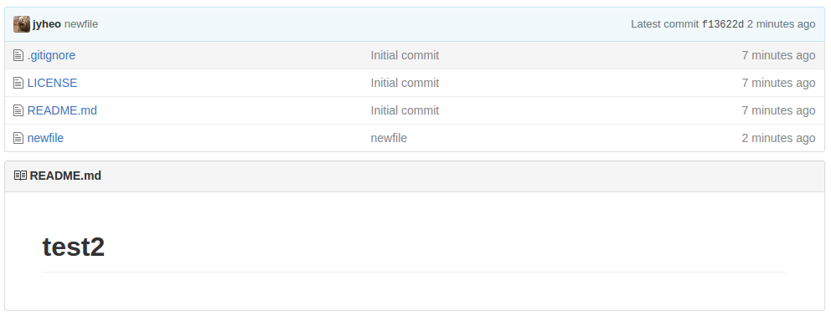 jyheo newfile Latest commit f13622d 2 minutes ago
.gitignore Initial commit 7 minutes ago
LICENSE Initial commit 7 minutes ago
README.md Initial commit 7 minutes ago
newfile newfile 2 minutes ago
README.md
test2